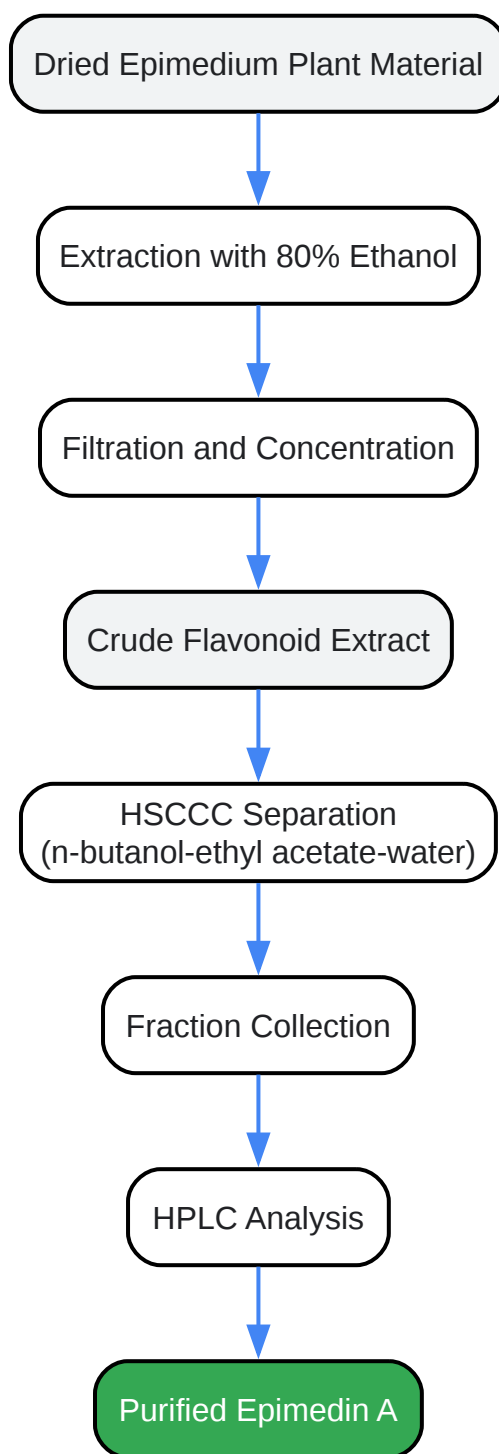 Dried Epimedium Plant Material
Extraction with 80% Ethanol
Filtration and Concentration
Crude Flavonoid Extract
HSCCC Separation
(n-butanol-ethyl acetate-water)
Fraction Collection
HPLC Analysis
Purified Epimedin A